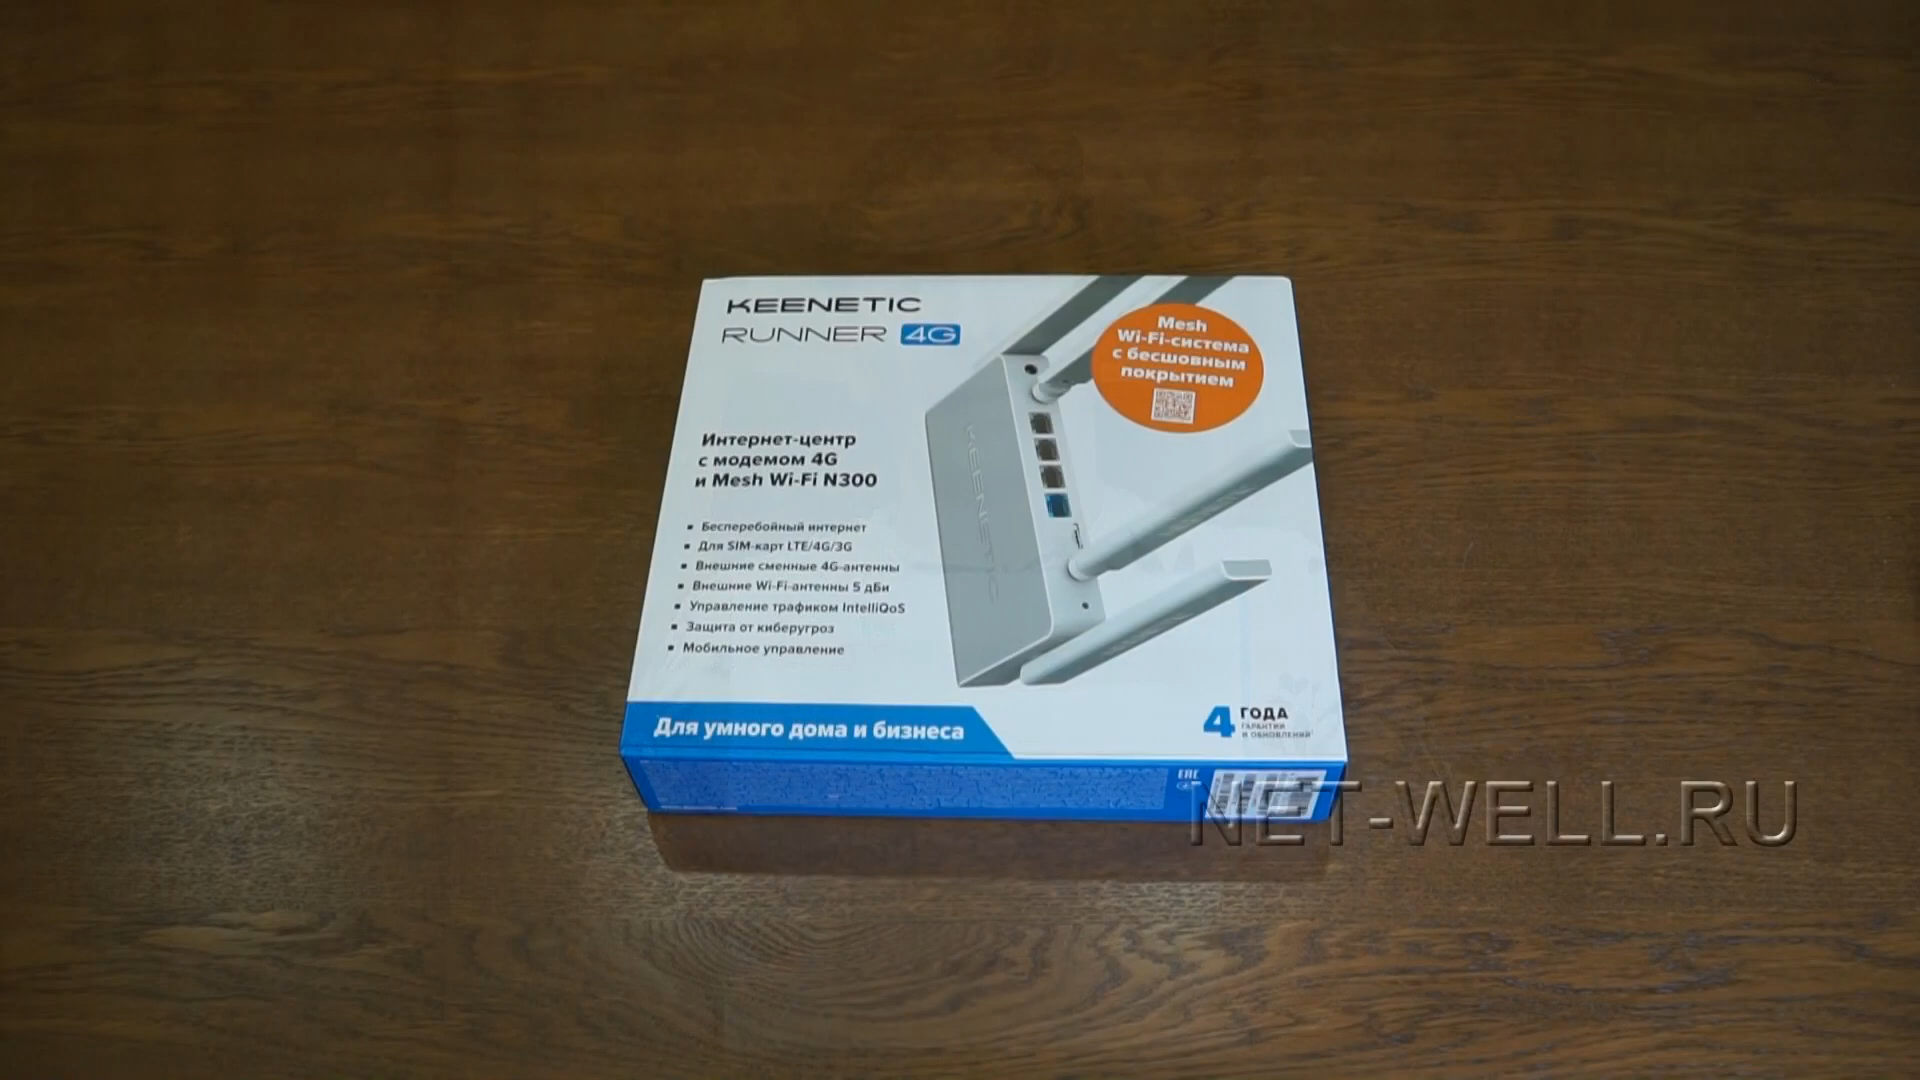 KEENETIC
RUNNER 4G
Mesh
Wi-Fi-система
с бесшовным
покрытием
Интернет-центр
с модемом 4G
и Mesh Wi-Fi N300
▪ Бесперебойный интернет
▪ Для SIM-карт LTE/4G/3G
▪ Внешние сменные 4G-антенны
▪ Внешние Wi-Fi-антенны 5 дБи
▪ Управление трафиком IntelliQoS
▪ Защита от киберугроз
▪ Мобильное управление
KEENETIC
Для умного дома и бизнеса
4 ГОДА
ГАРАНТИИ
И ОБНОВЛЕНИЙ
EAC
NET-WELL.RU